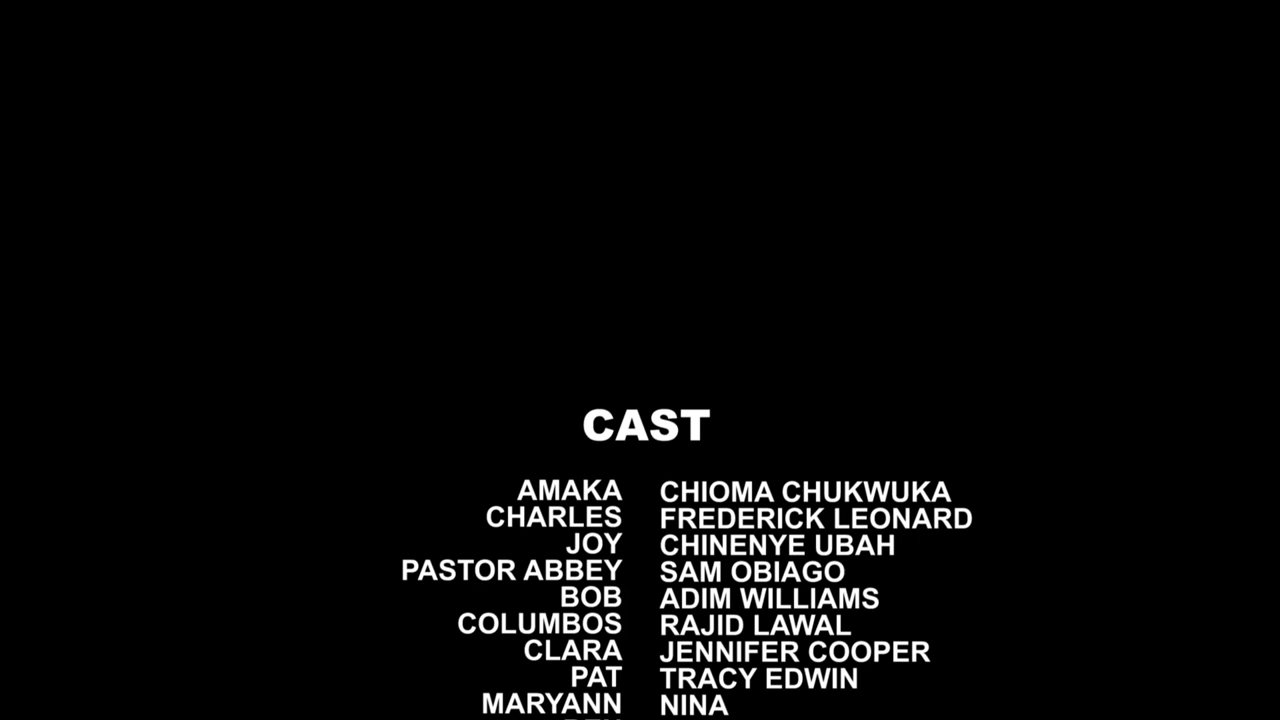 CAST
AMAKA CHIOMA CHUKWUKA
CHARLES FREDERICK LEONARD
JOY CHINENYE UBAH
PASTOR ABBEY SAM OBIAGO
BOB ADIM WILLIAMS
COLUMBOS RAJID LAWAL
CLARA JENNIFER COOPER
PAT TRACY EDWIN
MARYANN NINA